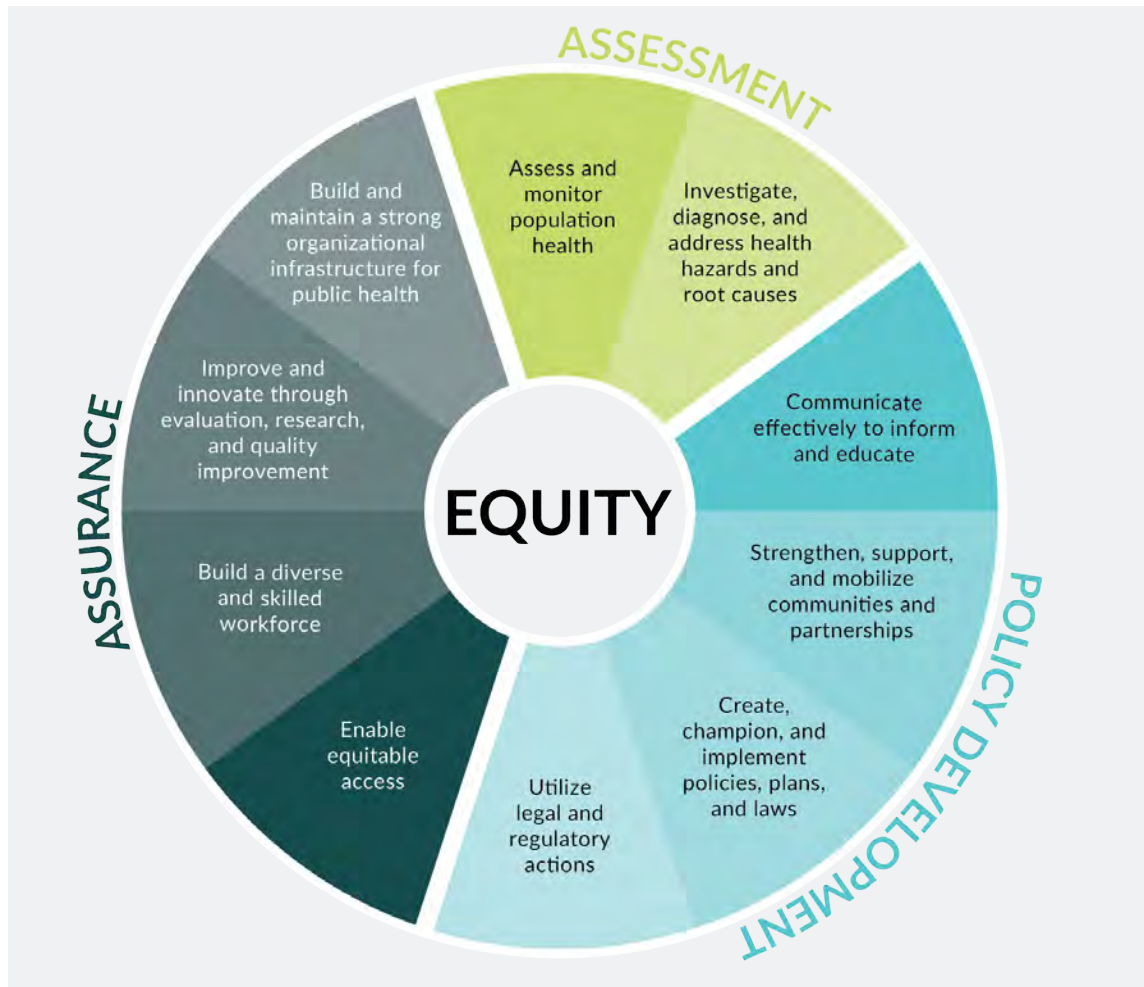 ASSESSMENT
Assess and
monitor
population
health
Investigate,
diagnose, and
address health
hazards and
root causes
POLICY DEVELOPMENT
Communicate
effectively to inform
and educate
Strengthen, support,
and mobilize
communities and
partnerships
Create,
champion, and
implement
policies, plans,
and laws
Utilize
legal and
regulatory
actions
ASSURANCE
Enable
equitable
access
Build a diverse
and skilled
workforce
Improve and
innovate through
evaluation, research,
and quality
improvement
Build and
maintain a strong
organizational
infrastructure for
public health
EQUITY